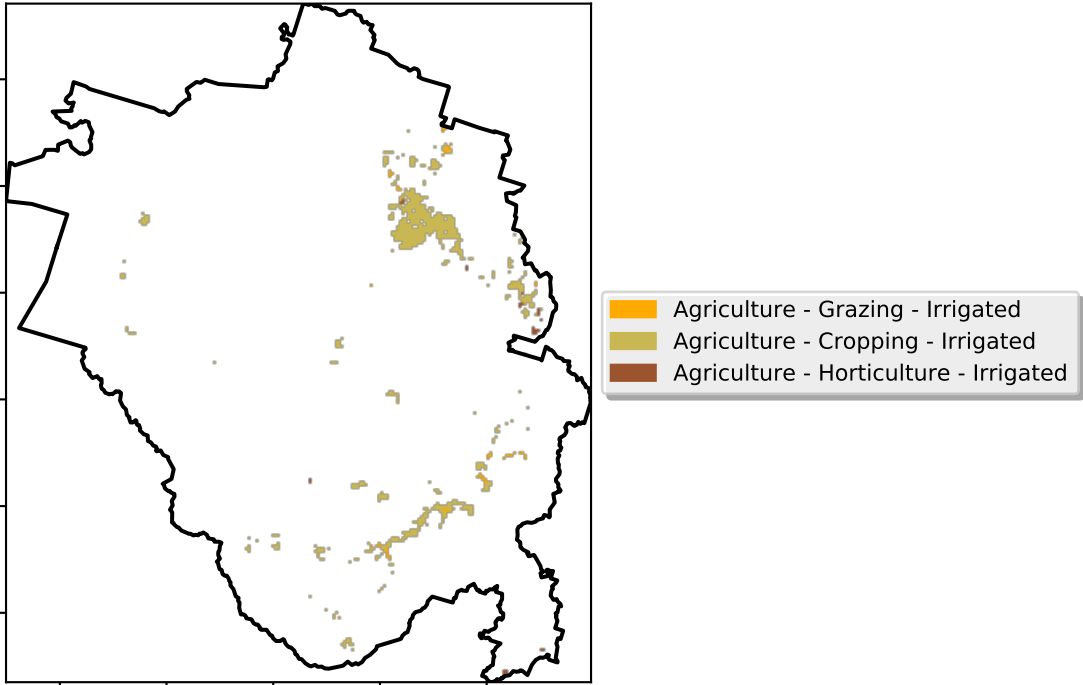 Agriculture - Grazing - Irrigated
Agriculture - Cropping - Irrigated
Agriculture - Horticulture - Irrigated